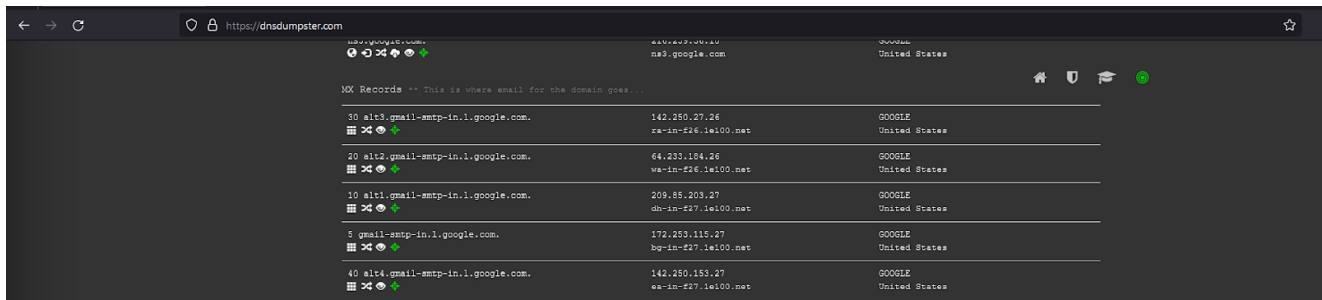 https://dnsdumpster.com
ns3.google.com. 216.239.36.10 GOOGLE
ns3.google.com United States
MX Records ** This is where email for the domain goes...
30 alt3.gmail-smtp-in.l.google.com. 142.250.27.26 GOOGLE
ra-in-f26.1e100.net United States
20 alt2.gmail-smtp-in.l.google.com. 64.233.184.26 GOOGLE
wa-in-f26.1e100.net United States
10 alt1.gmail-smtp-in.l.google.com. 209.85.203.27 GOOGLE
dh-in-f27.1e100.net United States
5 gmail-smtp-in.l.google.com. 172.253.115.27 GOOGLE
bg-in-f27.1e100.net United States
40 alt4.gmail-smtp-in.l.google.com. 142.250.153.27 GOOGLE
ea-in-f27.1e100.net United States